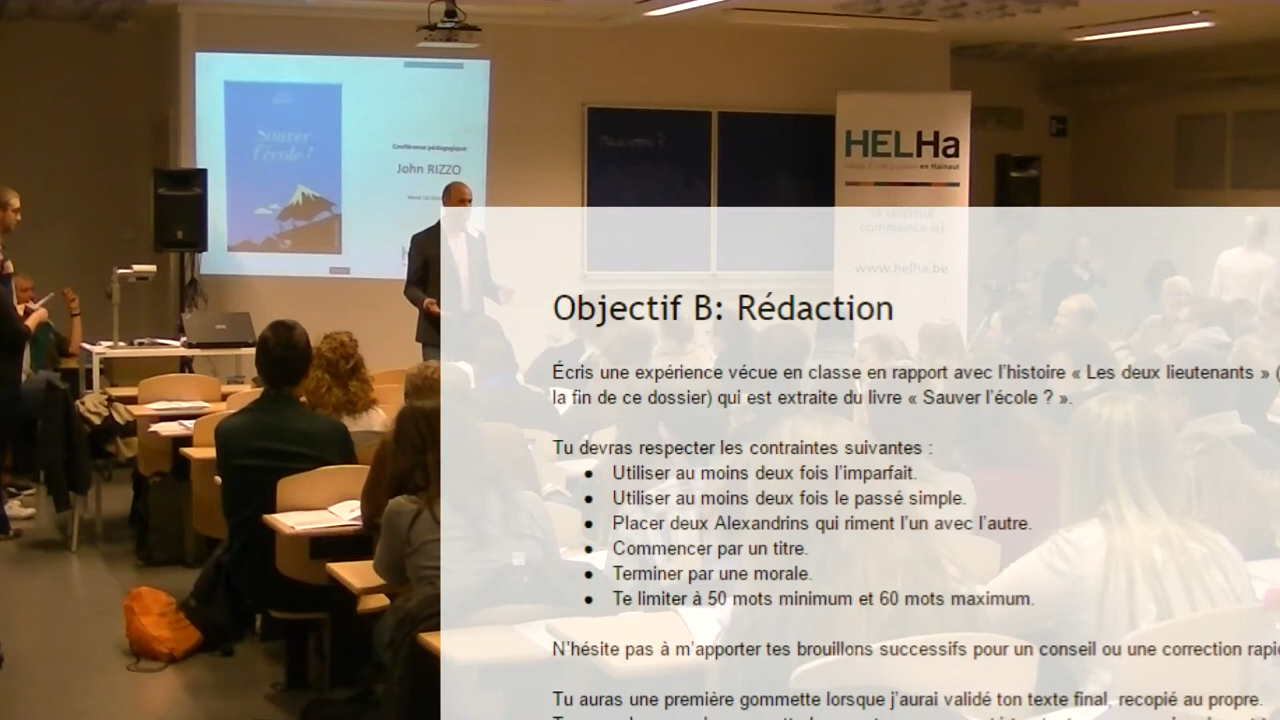 Sauver
l'école ?
Conférence pédagogique
John RIZZO
HELHa
en Hainaut
commence ici
www.helha.be
Objectif B: Rédaction
Écris une expérience vécue en classe en rapport avec l'histoire « Les deux lieutenants » (
la fin de ce dossier) qui est extraite du livre « Sauver l'école ? ».
Tu devras respecter les contraintes suivantes :
● Utiliser au moins deux fois l'imparfait.
● Utiliser au moins deux fois le passé simple.
● Placer deux Alexandrins qui riment l'un avec l'autre.
● Commencer par un titre.
● Terminer par une morale.
● Te limiter à 50 mots minimum et 60 mots maximum.
N'hésite pas à m'apporter tes brouillons successifs pour un conseil ou une correction
Tu auras une première gommette lorsque j'aurai validé ton texte final, recopié au propre.